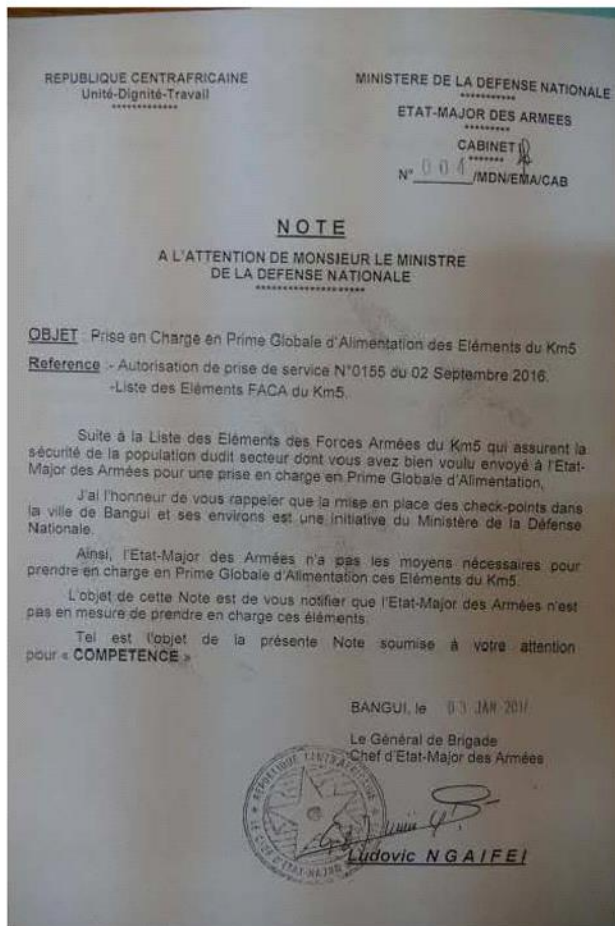 REPUBLIQUE CENTRAFRICAINE
Unité-Dignité-Travail
*************
MINISTERE DE LA DEFENSE NATIONALE
***********
ETAT-MAJOR DES ARMEES
*********
CABINET
*******
N° 004 /MDN/EMA/CAB
NOTE
A L'ATTENTION DE MONSIEUR LE MINISTRE
DE LA DEFENSE NATIONALE
********************
OBJET : Prise en Charge en Prime Globale d'Alimentation des Eléments du Km5
Reference :- Autorisation de prise de service N°0155 du 02 Septembre 2016.
-Liste des Eléments FACA du Km5.
Suite à la Liste des Eléments des Forces Armées du Km5 qui assurent la
sécurité de la population dudit secteur dont vous avez bien voulu envoyé à l'Etat-
Major des Armées pour une prise en charge en Prime Globale d'Alimentation,
J'ai l'honneur de vous rappeler que la mise en place des check-points dans
la ville de Bangui et ses environs est une initiative du Ministère de la Défense
Nationale.
Ainsi, l'Etat-Major des Armées n'a pas les moyens nécessaires pour
prendre en charge en Prime Globale d'Alimentation ces Eléments du Km5.
L'objet de cette Note est de vous notifier que l'Etat-Major des Armées n'est
pas en mesure de prendre en charge ces éléments.
Tel est l'objet de la présente Note soumise à votre attention
pour « COMPETENCE »
BANGUI, le 03 JAN 2017
Le Général de Brigade
Chef d'Etat-Major des Armées
REPUBLIQUE CENTRAFRICAINE
LE CHEF D'ETAT-MAJOR
Ludovic NGAIFEI